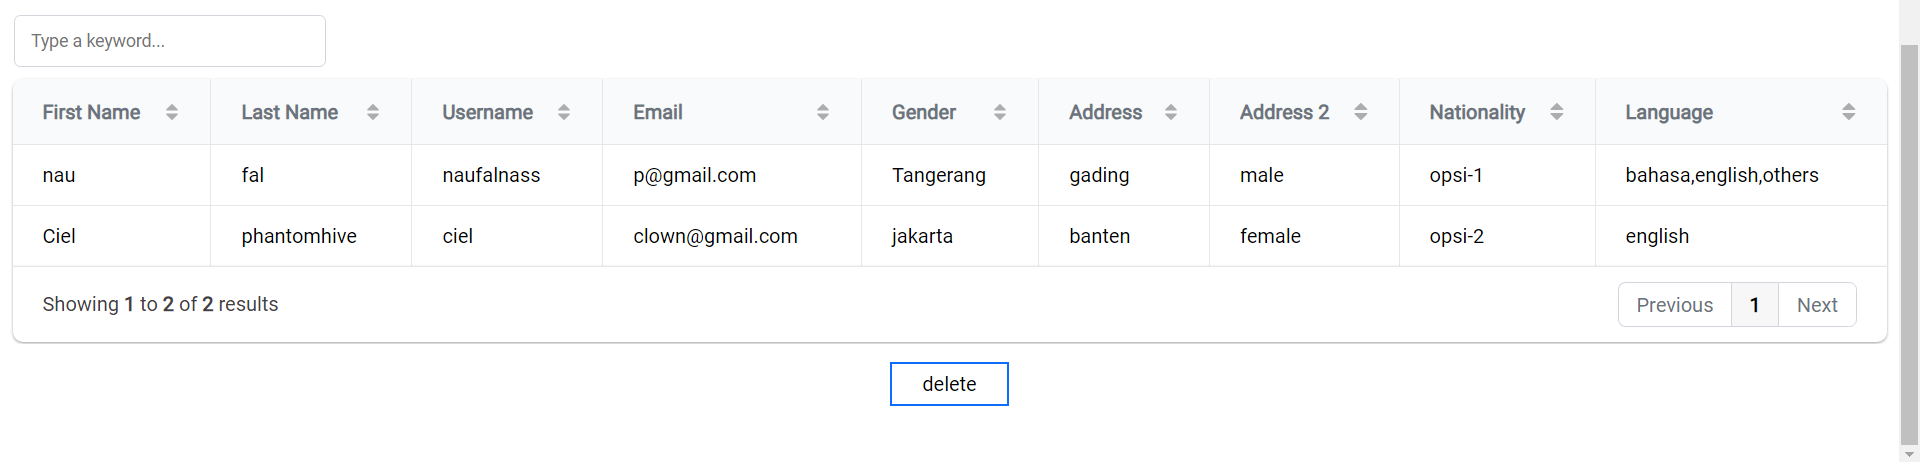 Type a keyword...
First Name Last Name Username Email Gender Address Address 2 Nationality Language
nau fal naufalnass p@gmail.com Tangerang gading male opsi-1 bahasa,english,others
Ciel phantomhive ciel clown@gmail.com jakarta banten female opsi-2 english
Showing 1 to 2 of 2 results Previous 1 Next
delete